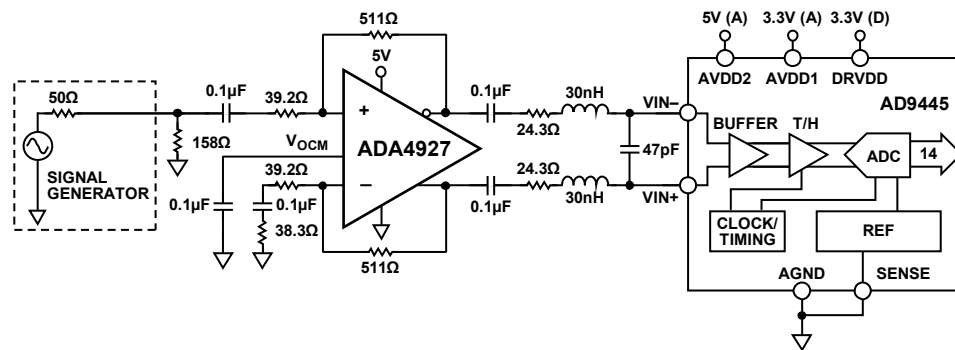 511Ω
5V (A) 3.3V (A) 3.3V (D)
5V
AVDD2 AVDD1 DRVDD
50Ω
0.1µF
39.2Ω
0.1µF
30nH
VIN–
AD9445
+
24.3Ω
BUFFER T/H
158Ω
VOCM
ADA4927
47pF
ADC
14
SIGNAL
GENERATOR
39.2Ω
–
24.3Ω
VIN+
0.1µF
0.1µF
0.1µF
30nH
CLOCK/
TIMING
REF
38.3Ω
511Ω
AGND SENSE